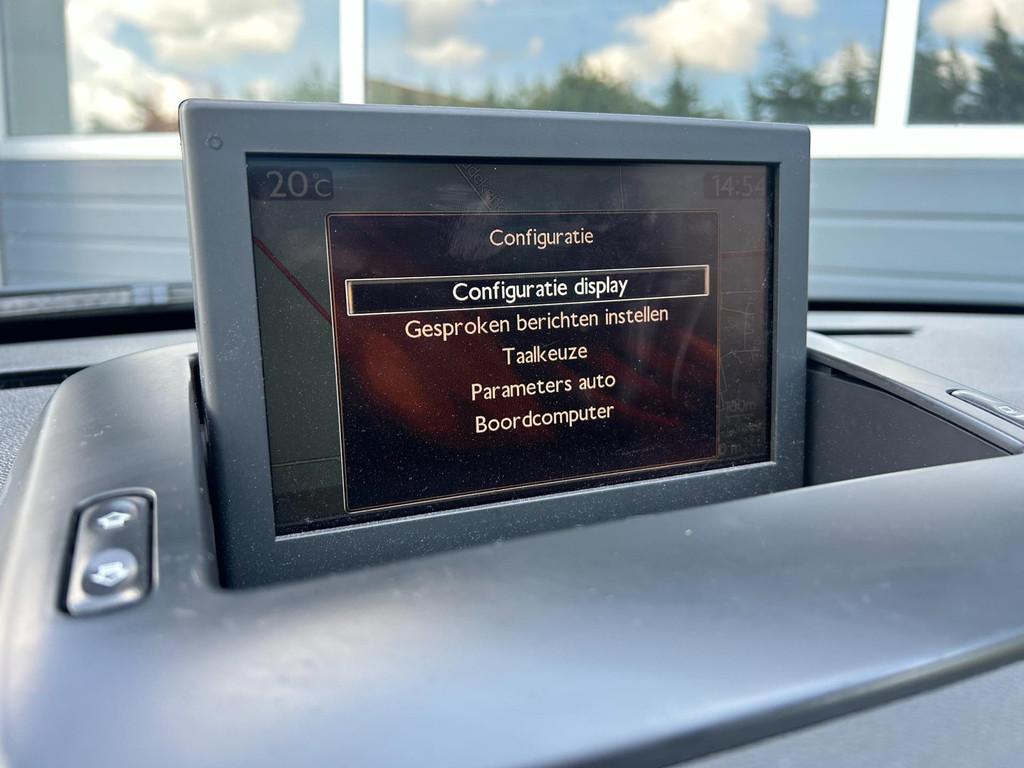 20°C
14:54
Configuratie
Configuratie display
Gesproken berichten instellen
Taalkeuze
Parameters auto
Boordcomputer